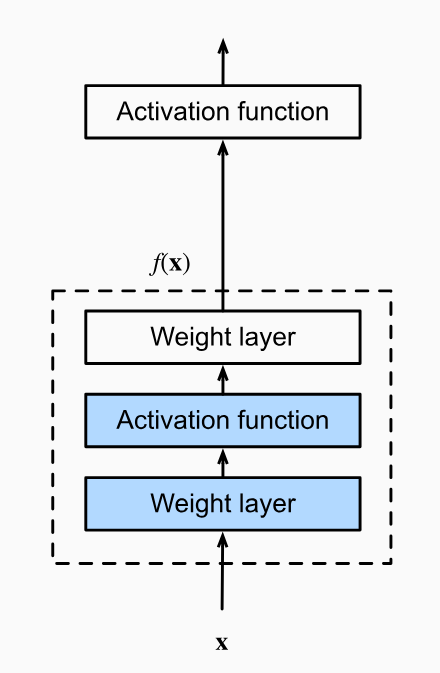 Activation function
f(x)
Weight layer
Activation function
Weight layer
x